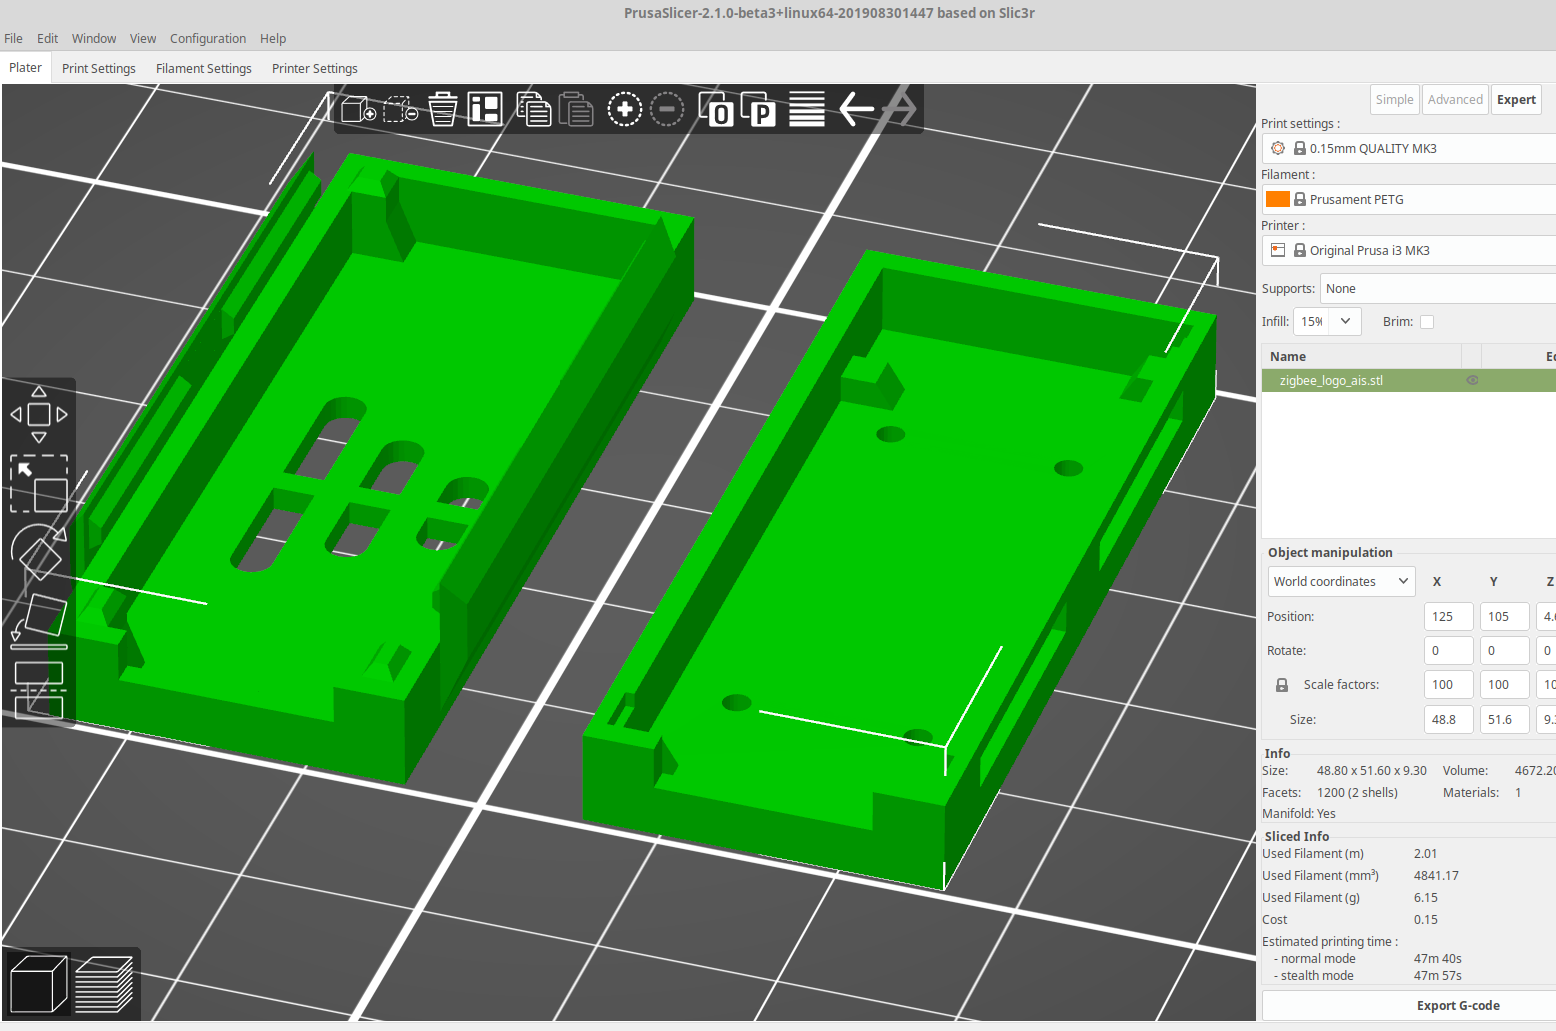 PrusaSlicer-2.1.0-beta3+linux64-201908301447 based on Slic3r
File Edit Window View Configuration Help
Plater Print Settings Filament Settings Printer Settings
Simple Advanced Expert
Print settings :
0.15mm QUALITY MK3
Filament :
Prusament PETG
Printer :
Original Prusa i3 MK3
Supports: None
Infill: 15% Brim:
Name
zigbee_logo_ais.stl
Object manipulation
World coordinates X Y Z
Position: 125 105
Rotate: 0 0 0
Scale factors: 100 100
Size: 48.8 51.6
Info
Size: 48.80 x 51.60 x 9.30 Volume: 4672.20
Facets: 1200 (2 shells) Materials: 1
Manifold: Yes
Sliced Info
Used Filament (m) 2.01
Used Filament (mm³) 4841.17
Used Filament (g) 6.15
Cost 0.15
Estimated printing time :
- normal mode 47m 40s
- stealth mode 47m 57s
Export G-code